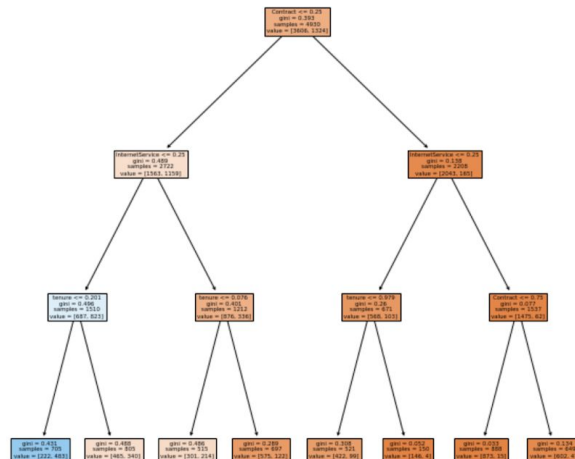 Contract <= 0.25
gini = 0.393
samples = 4930
value = [3606, 1324]
InternetService <= 0.25
gini = 0.489
samples = 2722
value = [1563, 1159]
InternetService <= 0.25
gini = 0.138
samples = 2208
value = [2043, 165]
tenure <= 0.201
gini = 0.496
samples = 1510
value = [687, 823]
tenure <= 0.076
gini = 0.401
samples = 1212
value = [876, 336]
tenure <= 0.979
gini = 0.26
samples = 671
value = [568, 103]
Contract <= 0.75
gini = 0.077
samples = 1537
value = [1475, 62]
gini = 0.431
samples = 705
value = [222, 483]
gini = 0.488
samples = 805
value = [465, 340]
gini = 0.486
samples = 515
value = [301, 214]
gini = 0.289
samples = 697
value = [575, 122]
gini = 0.308
samples = 521
value = [422, 99]
gini = 0.052
samples = 150
value = [146, 4]
gini = 0.033
samples = 888
value = [873, 15]
gini = 0.134
samples =
value = [602,